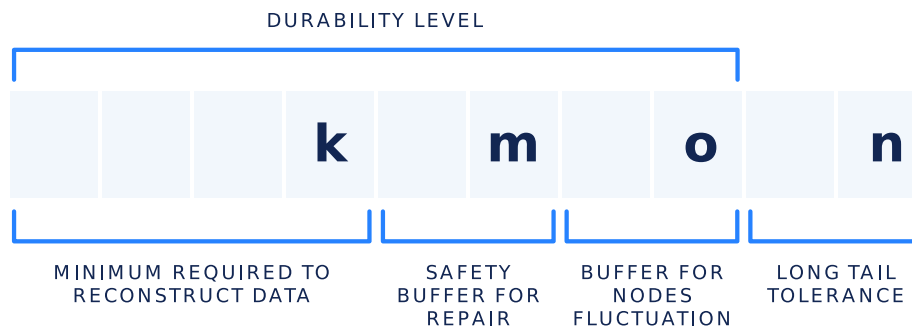 DURABILITY LEVEL
k m o n
MINIMUM REQUIRED TO
RECONSTRUCT DATA
SAFETY
BUFFER FOR
REPAIR
BUFFER FOR
NODES
FLUCTUATION
LONG TAIL
TOLERANCE